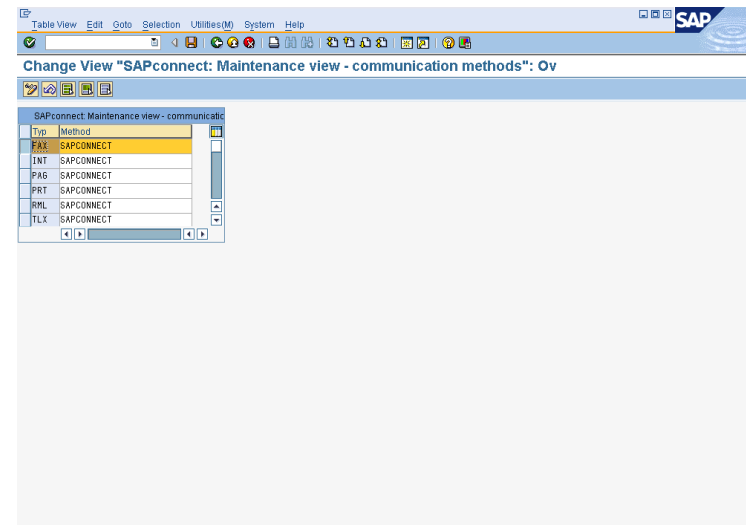 Table View Edit Goto Selection Utilities(M) System Help
SAP
Change View "SAPconnect: Maintenance view - communication methods": Ov
SAPconnect: Maintenance view - communicatic
Typ Method
FAX SAPCONNECT
INT SAPCONNECT
PAG SAPCONNECT
PRT SAPCONNECT
RML SAPCONNECT
TLX SAPCONNECT